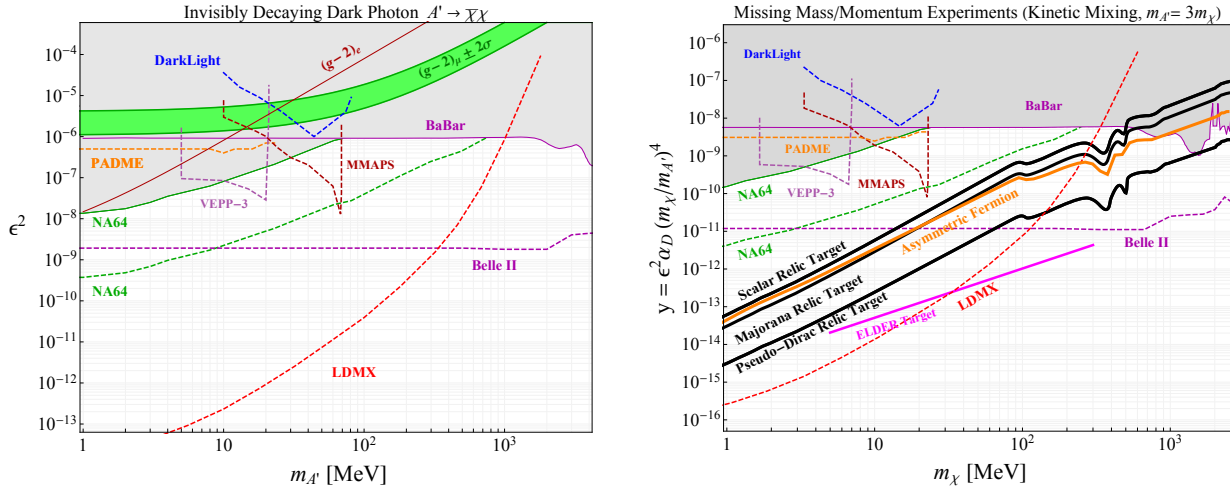 Invisibly Decaying Dark Photon A′ → χ̄χ
ϵ²
10⁻⁴
10⁻⁵
10⁻⁶
10⁻⁷
10⁻⁸
10⁻⁹
10⁻¹⁰
10⁻¹¹
10⁻¹²
10⁻¹³
DarkLight
(g−2)ₑ
(g−2)μ ± 2σ
BaBar
PADME
MMAPS
VEPP−3
NA64
Belle II
NA64
LDMX
1
10
10²
10³
m_A′ [MeV]
Missing Mass/Momentum Experiments (Kinetic Mixing, m_A′ = 3m_χ)
y = ϵ² α_D (m_χ/m_A′)⁴
10⁻⁶
10⁻⁷
10⁻⁸
10⁻⁹
10⁻¹⁰
10⁻¹¹
10⁻¹²
10⁻¹³
10⁻¹⁴
10⁻¹⁵
10⁻¹⁶
DarkLight
BaBar
PADME
MMAPS
VEPP−3
NA64
Asymmetric Fermion
Belle II
NA64
Scalar Relic Target
Majorana Relic Target
Pseudo−Dirac Relic Target
ELDER Target
LDMX
1
10
10²
10³
m_χ [MeV]